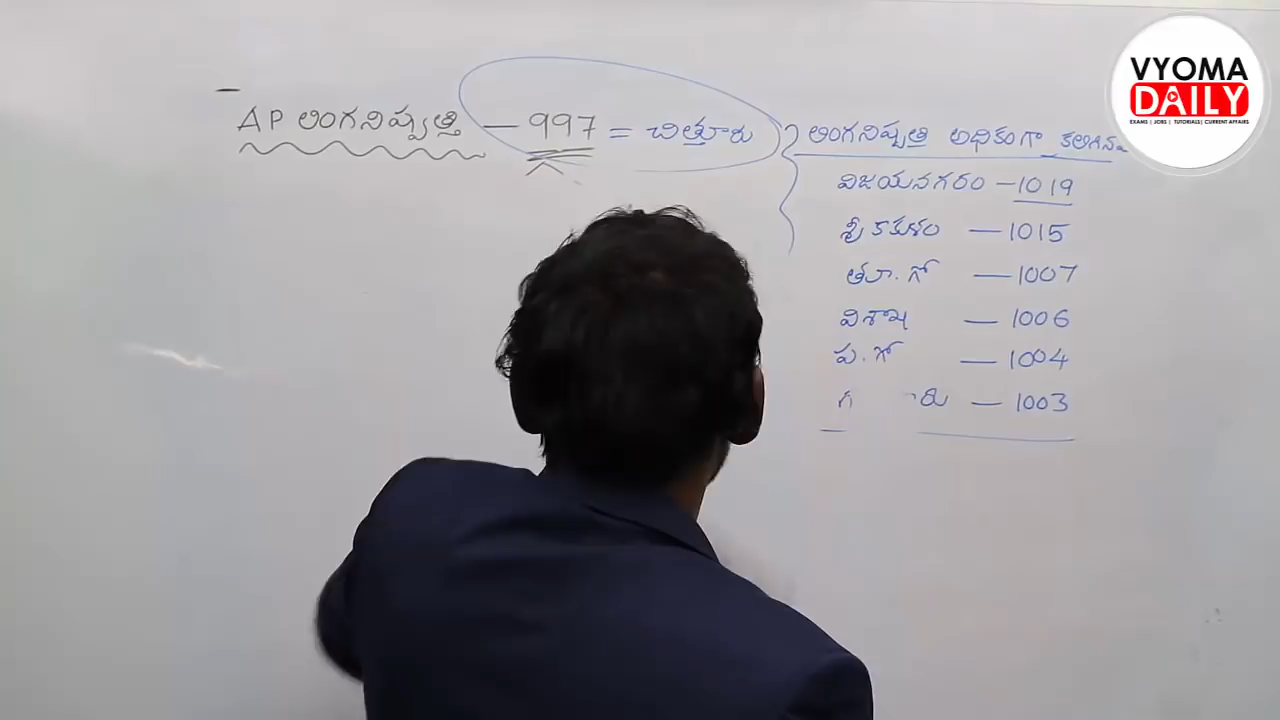 AP లింగనిష్పత్తి – 997 = చిత్తూరు
లింగనిష్పత్తి అధికంగా కలిగినవి
విజయనగరం – 1019
శ్రీకాకుళం – 1015
తూ. గో – 1007
విశాఖ – 1006
ప. గో – 1004
– 1003
VYOMA
DAILY
EXAMS | JOBS | TUTORIALS | CURRENT AFFAIRS